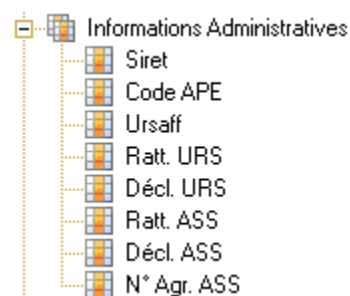 Informations Administratives
Siret
Code APE
Ursaff
Ratt. URS
Décl. URS
Ratt. ASS
Décl. ASS
N° Agr. ASS